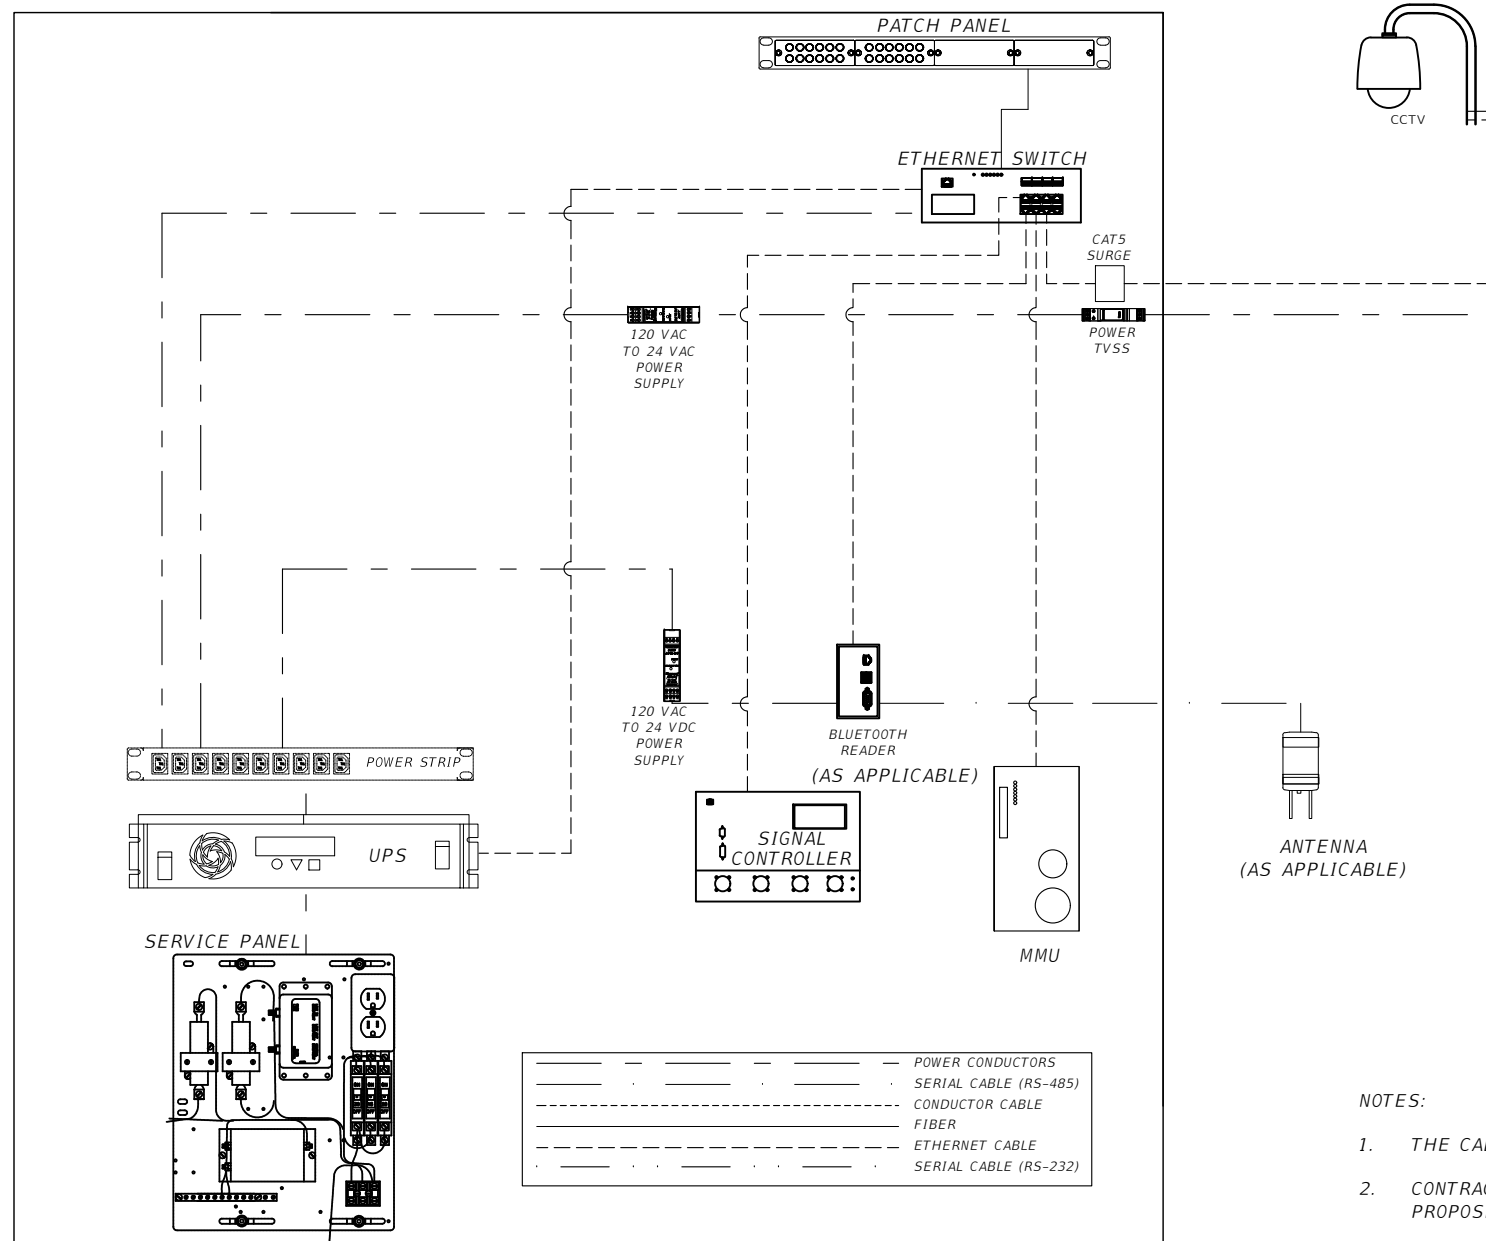 PATCH PANEL
CCTV
ETHERNET SWITCH
CAT5
SURGE
120 VAC
TO 24 VAC
POWER
SUPPLY
POWER
TVSS
120 VAC
TO 24 VDC
POWER
SUPPLY
BLUETOOTH
READER
(AS APPLICABLE)
POWER STRIP
UPS
SIGNAL
CONTROLLER
ANTENNA
(AS APPLICABLE)
SERVICE PANEL
MMU
POWER CONDUCTORS
SERIAL CABLE (RS-485)
CONDUCTOR CABLE
FIBER
ETHERNET CABLE
SERIAL CABLE (RS-232)
NOTES:
1. THE
2.